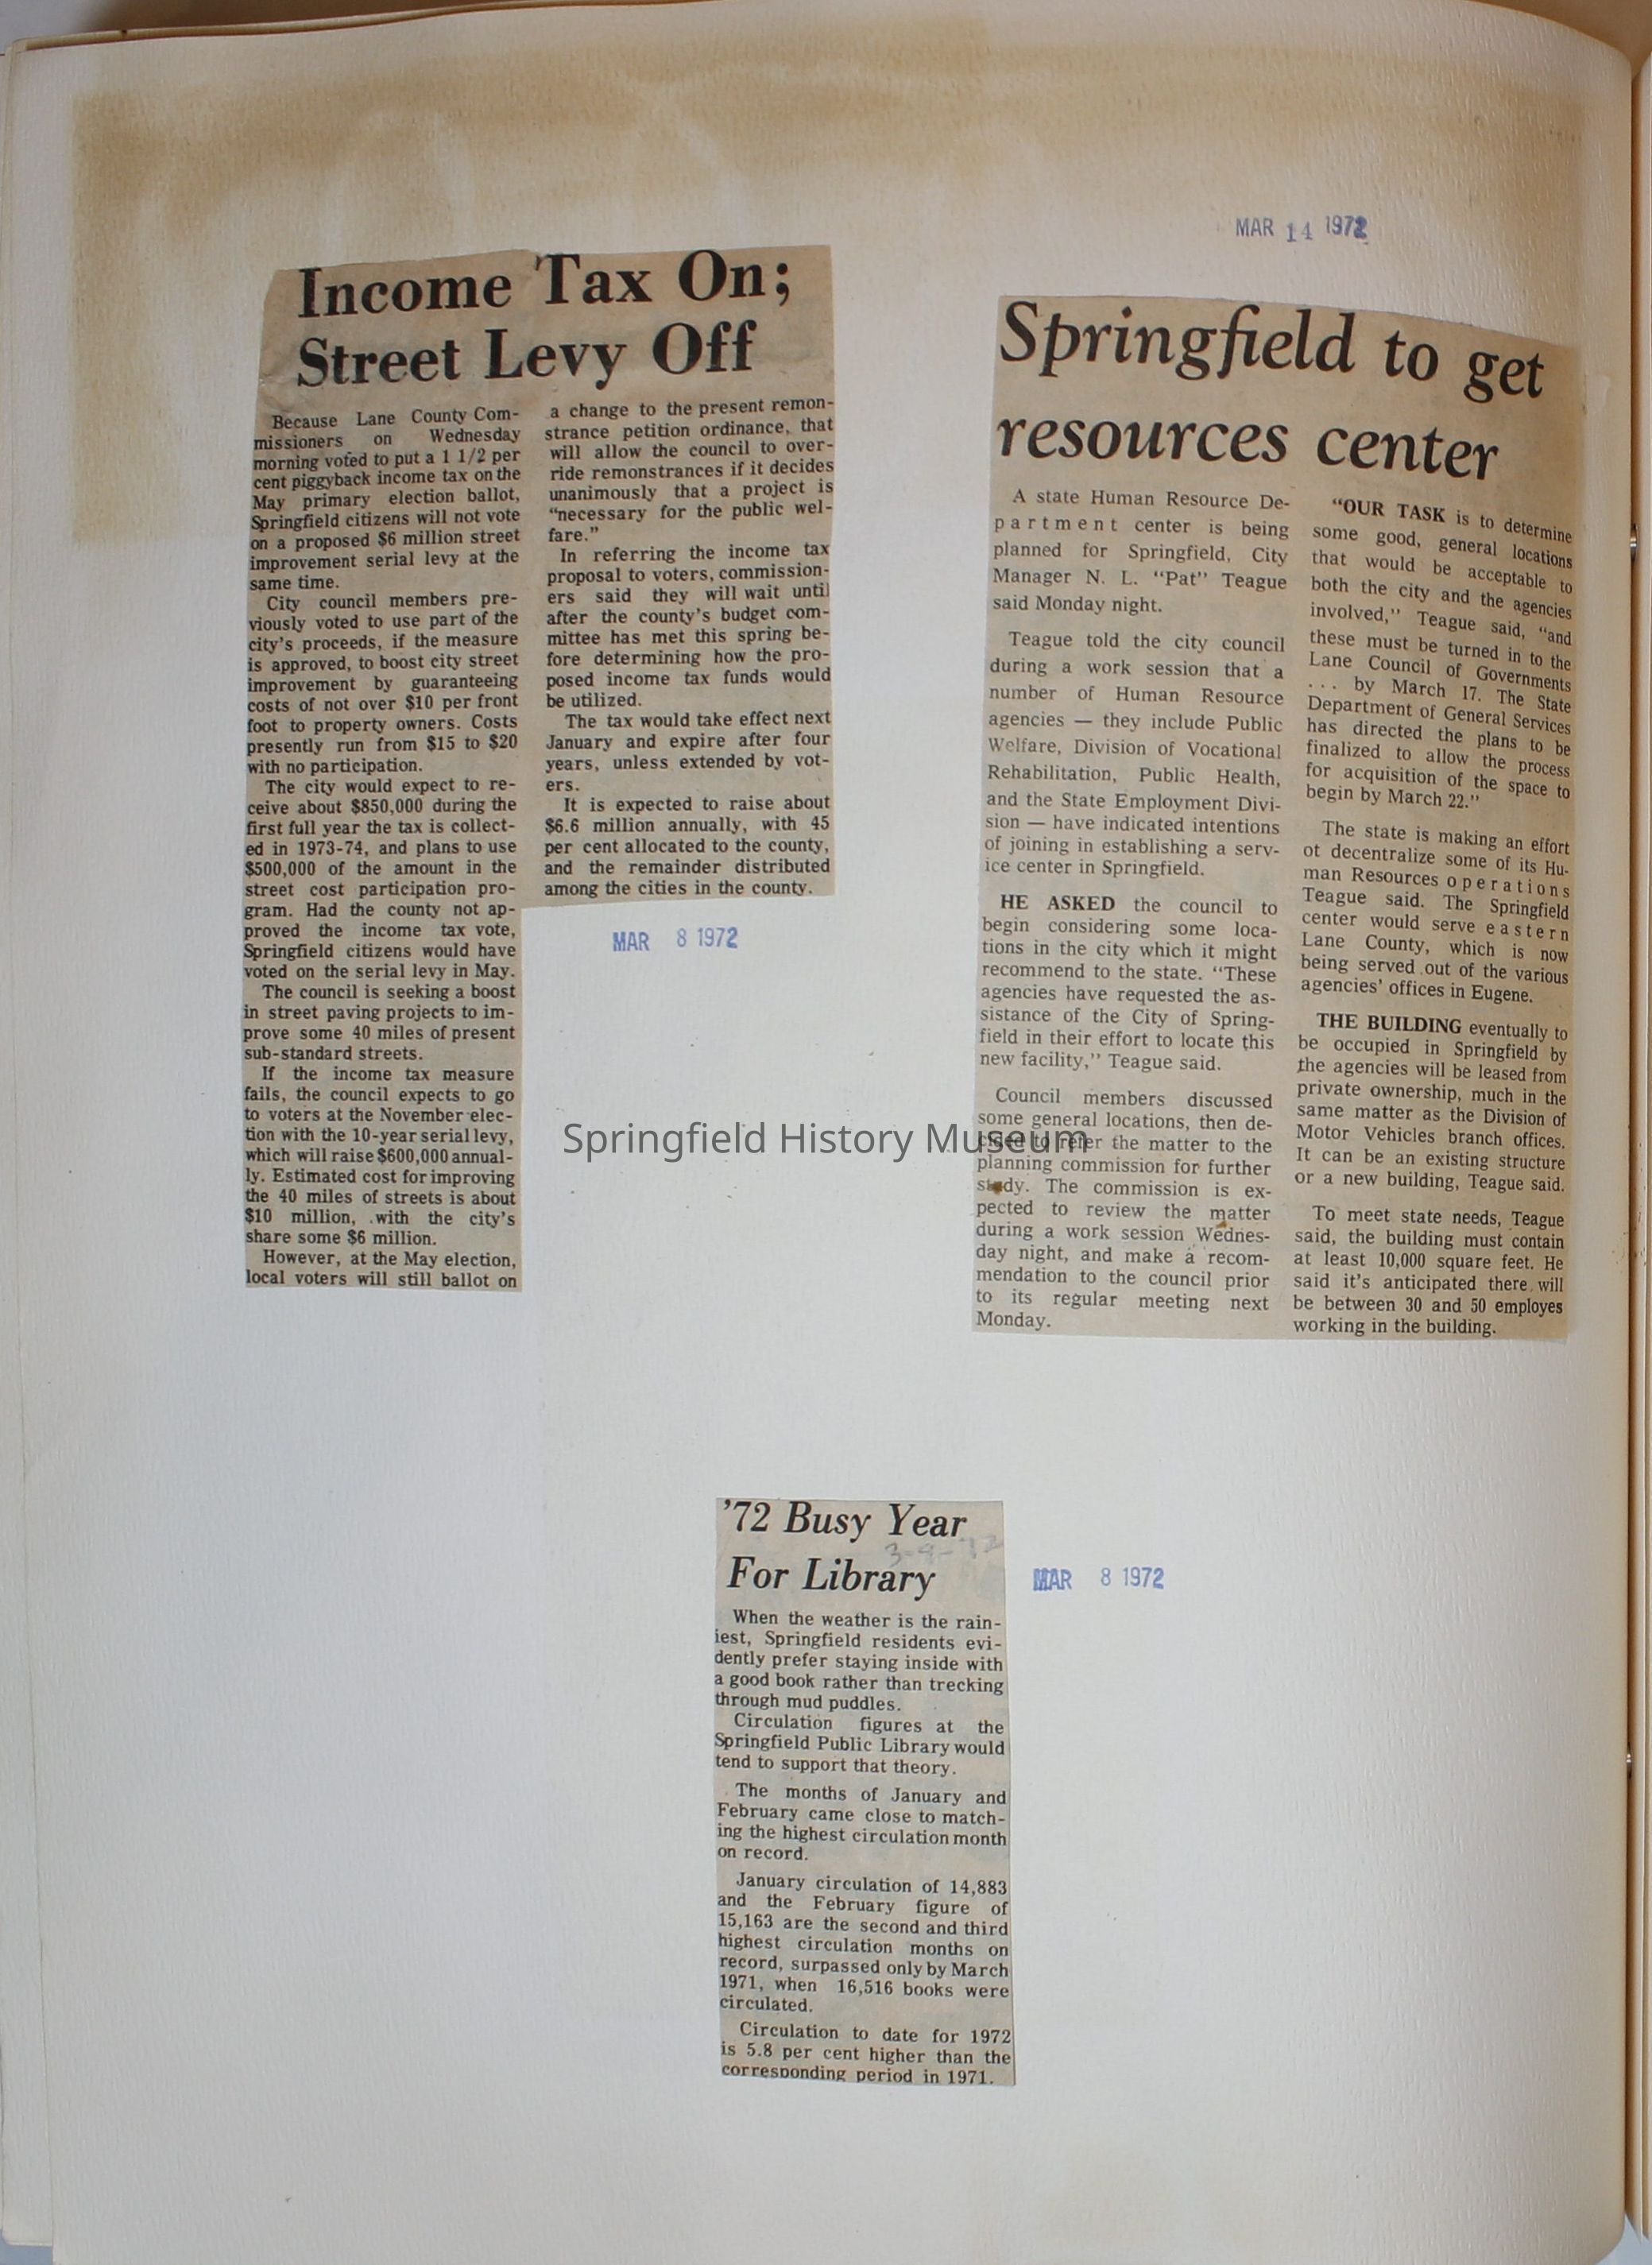 Income Tax On;
Street Levy Off
Because Lane County Com-
missioners on Wednesday
morning voted to put a 1 1/2 per
cent piggyback income tax on the
May primary election ballot,
Springfield citizens will not vote
on a proposed $6 million street
improvement serial levy at the
same time.
City council members pre-
viously voted to use part of the
city's proceeds, if the measure
is approved, to boost city street
improvement by guaranteeing
costs of not over $10 per front
foot to property owners. Costs
presently run from $15 to $20
with no participation.
The city would expect to re-
ceive about $850,000 during the
first full year the tax is collect-
ed in 1973-74, and plans to use
$500,000 of the amount in the
street cost participation pro-
gram. Had the county not ap-
proved the income tax vote,
Springfield citizens would have
voted on the serial levy in May.
The council is seeking a boost
in street paving projects to im-
prove some 40 miles of present
sub-standard streets.
If the income tax measure
fails, the council expects to go
to voters at the November elec-
tion with the 10-year serial levy,
which will raise $600,000 annual-
ly. Estimated cost for improving
the 40 miles of streets is about
$10 million, with the city's
share some $6 million.
However, at the May election,
local voters will still ballot on
a change to the present remon-
strance petition ordinance, that
will allow the council to over-
ride remonstrances if it decides
unanimously that a project is
"necessary for the public wel-
fare."
In referring the income tax
proposal to voters, commission-
ers said they will wait until
after the county's budget com-
mittee has met this spring be-
fore determining how the pro-
posed income tax funds would
be utilized.
The tax would take effect next
January and expire after four
years, unless extended by vot-
ers.
It is expected to raise about
$6.6 million annually, with 45
per cent allocated to the county,
and the remainder distributed
among the cities in the county.
MAR 8 1972
MAR 14 1972
Springfield to get
resources center
A state Human Resource De-
partment center is being
planned for Springfield, City
Manager N. L. "Pat" Teague
said Monday night.
Teague told the city council
during a work session that a
number of Human Resource
agencies — they include Public
Welfare, Division of Vocational
Rehabilitation, Public Health,
and the State Employment Divi-
sion — have indicated intentions
of joining in establishing a serv-
ice center in Springfield.
HE ASKED the council to
begin considering some loca-
tions in the city which it might
recommend to the state. "These
agencies have requested the as-
sistance of the City of Spring-
field in their effort to locate this
new facility," Teague said.
Council members discussed
some general locations, then de-
cided to refer the matter to the
planning commission for further
study. The commission is ex-
pected to review the matter
during a work session Wednes-
day night, and make a recom-
mendation to the council prior
to its regular meeting next
Monday.
"OUR TASK is to determine
some good, general locations
that would be acceptable to
both the city and the agencies
involved," Teague said, "and
these must be turned in to the
Lane Council of Governments
... by March 17. The State
Department of General Services
has directed the plans to be
finalized to allow the process
for acquisition of the space to
begin by March 22."
The state is making an effort
ot decentralize some of its Hu-
man Resources operations
Teague said. The Springfield
center would serve eastern
Lane County, which is now
being served out of the various
agencies' offices in Eugene.
THE BUILDING eventually to
be occupied in Springfield by
the agencies will be leased from
private ownership, much in the
same matter as the Division of
Motor Vehicles branch offices.
It can be an existing structure
or a new building, Teague said.
To meet state needs, Teague
said, the building must contain
at least 10,000 square feet. He
said it's anticipated there will
be between 30 and 50 employes
working in the building.
Springfield History Museum
'72 Busy Year
For Library
3-8-72
MAR 8 1972
When the weather is the rain-
iest, Springfield residents evi-
dently prefer staying inside with
a good book rather than trecking
through mud puddles.
Circulation figures at the
Springfield Public Library would
tend to support that theory.
The months of January and
February came close to match-
ing the highest circulation month
on record.
January circulation of 14,883
and the February figure of
15,163 are the second and third
highest circulation months on
record, surpassed only by March
1971, when 16,516 books were
circulated.
Circulation to date for 1972
is 5.8 per cent higher than the
corresponding period in 1971.